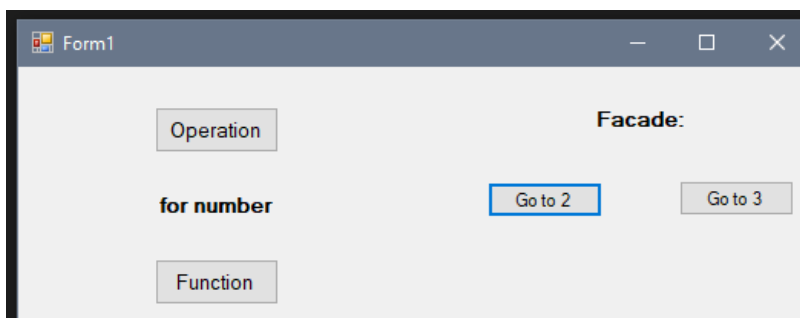 Form1
Operation
Facade:
for number
Go to 2
Go to 3
Function